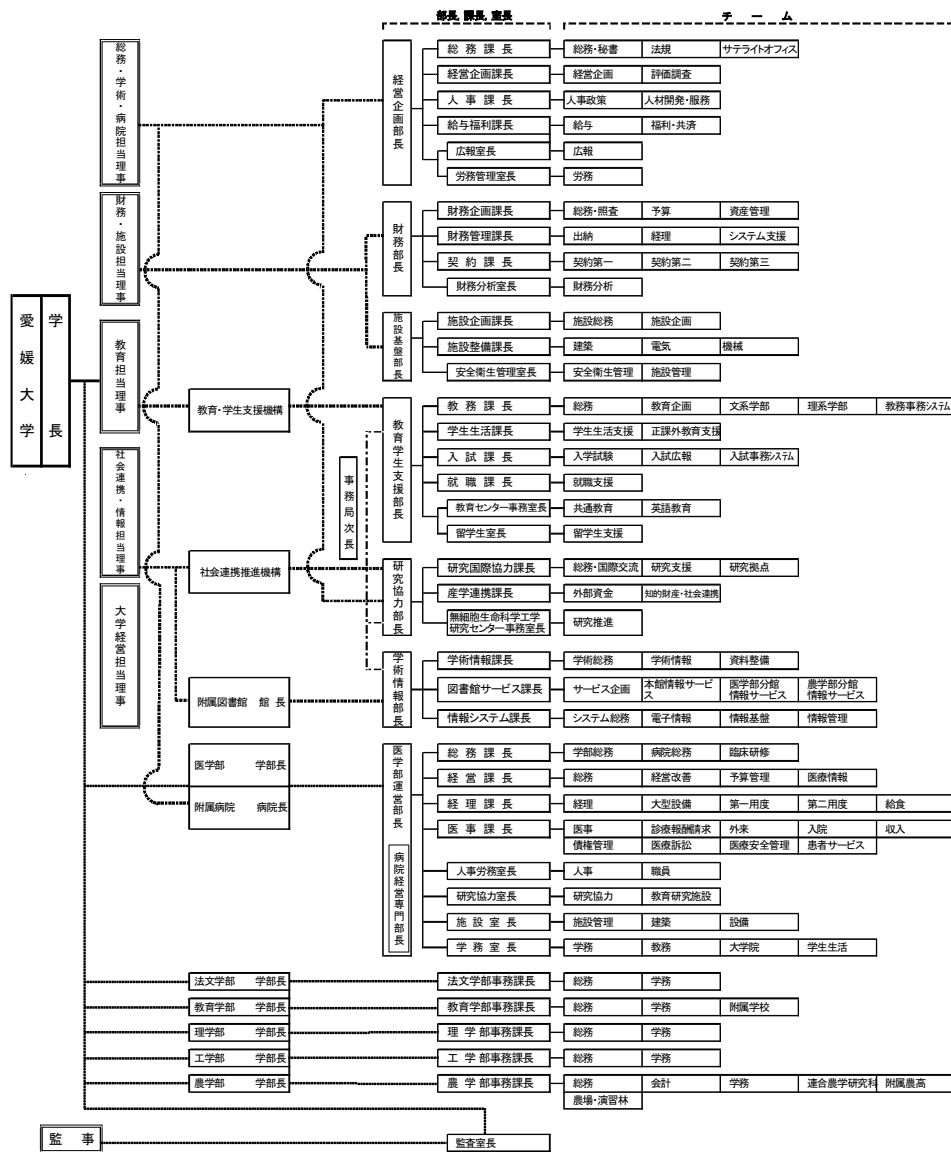 部長, 課長, 室長
チーム
愛媛大学
学長
総務・学術・病院担当理事
財務・施設担当理事
教育担当理事
社会連携・情報担当理事
大学経営担当理事
教育・学生支援機構
社会連携推進機構
附属図書館 館長
医学部 学部長
附属病院 病院長
事務局次長
経営企画部長
総務課長 総務・秘書 法規 サテライトオフィス
経営企画課長 経営企画 評価調査
人事課長 人事政策 人材開発・服務
給与福利課長 給与 福利・共済
広報室長 広報
労務管理室長 労務
財務部長
財務企画課長 総務・照査 予算 資産管理
財務管理課長 出納 経理 システム支援
契約課長 契約第一 契約第二 契約第三
財務分析室長 財務分析
施設基盤部長
施設企画課長 施設総務 施設企画
施設整備課長 建築 電気 機械
安全衛生管理室長 安全衛生管理 施設管理
教育学生支援部長
教務課長 総務 教育企画 文系学部 理系学部 教務事務システム
学生生活課長 学生生活支援 正課外教育支援
入試課長 入学試験 入試広報 入試事務システム
就職課長 就職支援
教育センター事務室長 共通教育 英語教育
留学生室長 留学生支援
研究協力部長
研究国際協力課長 総務・国際交流 研究支援 研究拠点
産学連携課長 外部資金 知的財産・社会連携
無細胞生命科学工学
研究センター事務室長 研究推進
学術情報部長
学術情報課長 学術総務 学術情報 資料整備
図書館サービス課長 サービス企画 本館情報サービス 医学部分館情報サービス 農学部分館情報サービス
情報システム課長 システム総務 電子情報 情報基盤 情報管理
医学部運営部長
病院経営専門部長
総務課長 学部総務 病院総務 臨床研修
経営課長 総務 経営改善 予算管理 医療情報
経理課長 経理 大型設備 第一用度 第二用度 給食
医事課長 医事 診療報酬請求 外来 入院 収入
債権管理 医療訴訟 医療安全管理 患者サービス
人事労務室長 人事 職員
研究協力室長 研究協力 教育研究施設
施設室長 施設管理 建築 設備
学務室長 学務 教務 大学院 学生生活
法文学部 学部長 法文学部事務課長 総務 学務
教育学部 学部長 教育学部事務課長 総務 学務 附属学校
理学部 学部長 理学部事務課長 総務 学務
工学部 学部長 工学部事務課長 総務 学務
農学部 学部長 農学部事務課長 総務 会計 学務 連合農学研究科 附属農高
農場・演習林
監事 監査室長